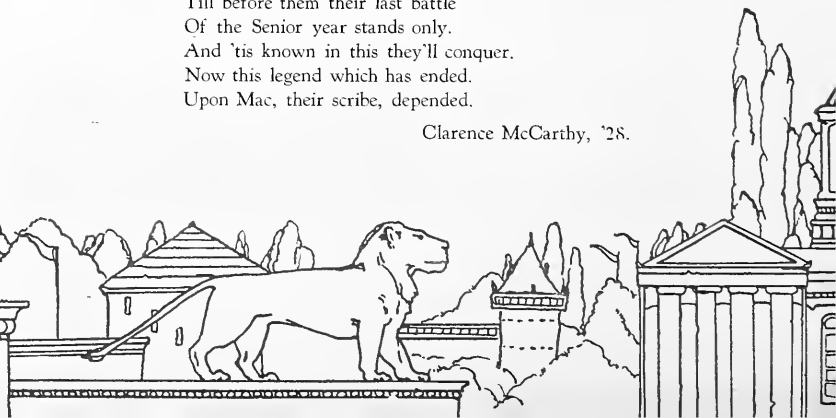 Till before them their last battle
Of the Senior year stands only.
And 'tis known in this they'll conquer.
Now this legend which has ended.
Upon Mac, their scribe, depended.
Clarence McCarthy, '28.